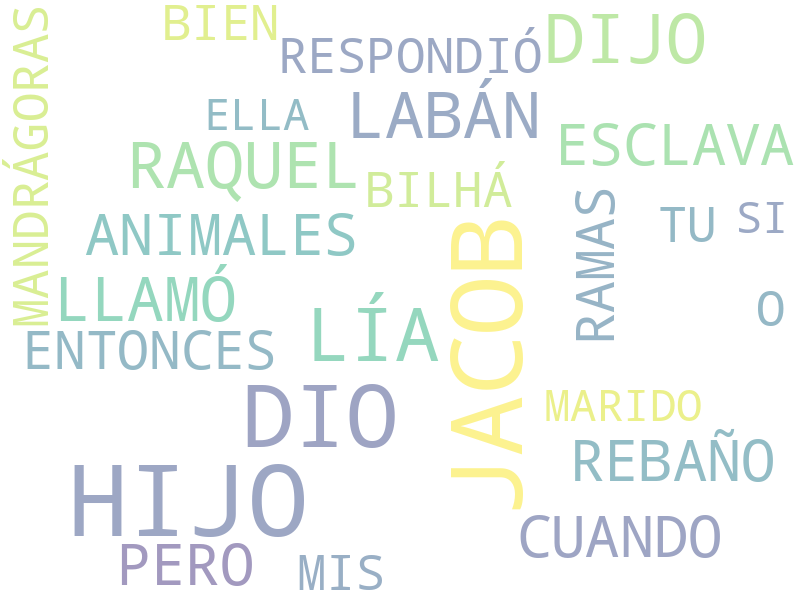 BIEN
RESPONDIÓ
DIJO
MANDRÁGORAS
ELLA
LABÁN
RAQUEL
BILHÁ
ESCLAVA
ANIMALES
RAMAS
TU
SI
LLAMÓ
LÍA
JACOB
O
ENTONCES
DIO
MARIDO
REBAÑO
HIJO
CUANDO
PERO
MIS